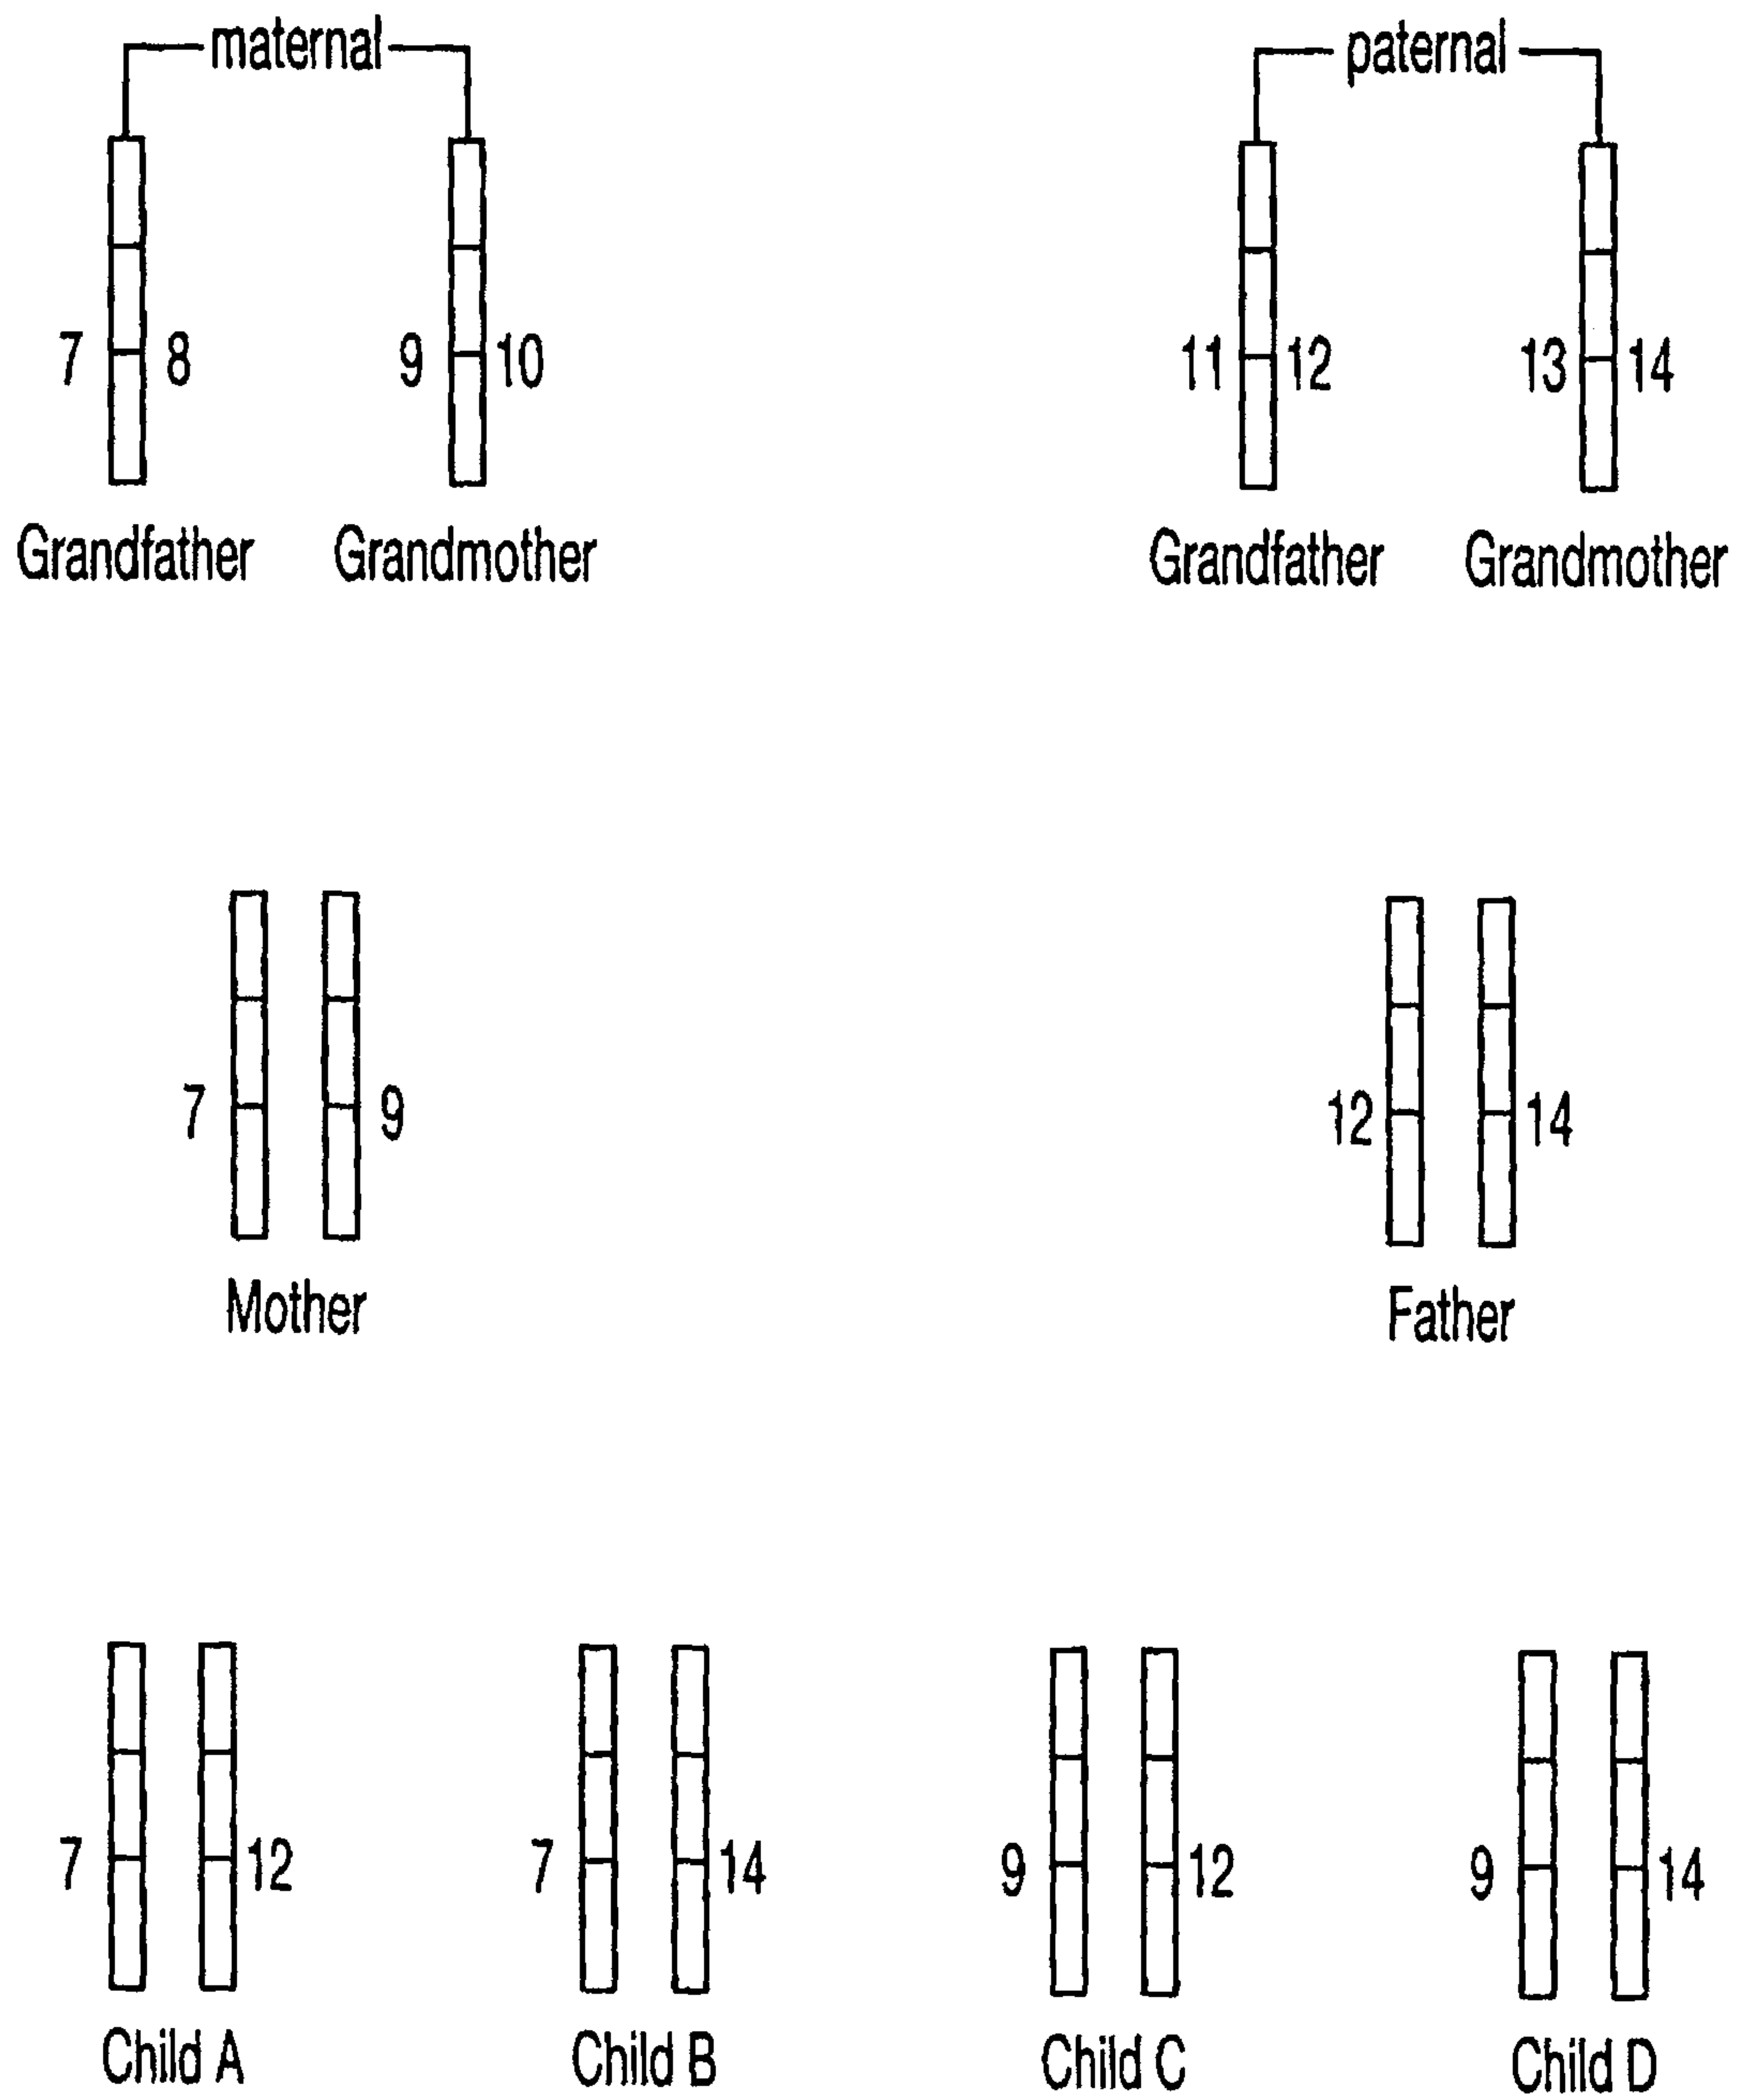 maternal paternal
7 8 9 10 11 12 13 14
Grandfather Grandmother Grandfather Grandmother
7 9 12 14
Mother Father
7 12 7 14 9 12 9 14
Child A Child B Child C Child D